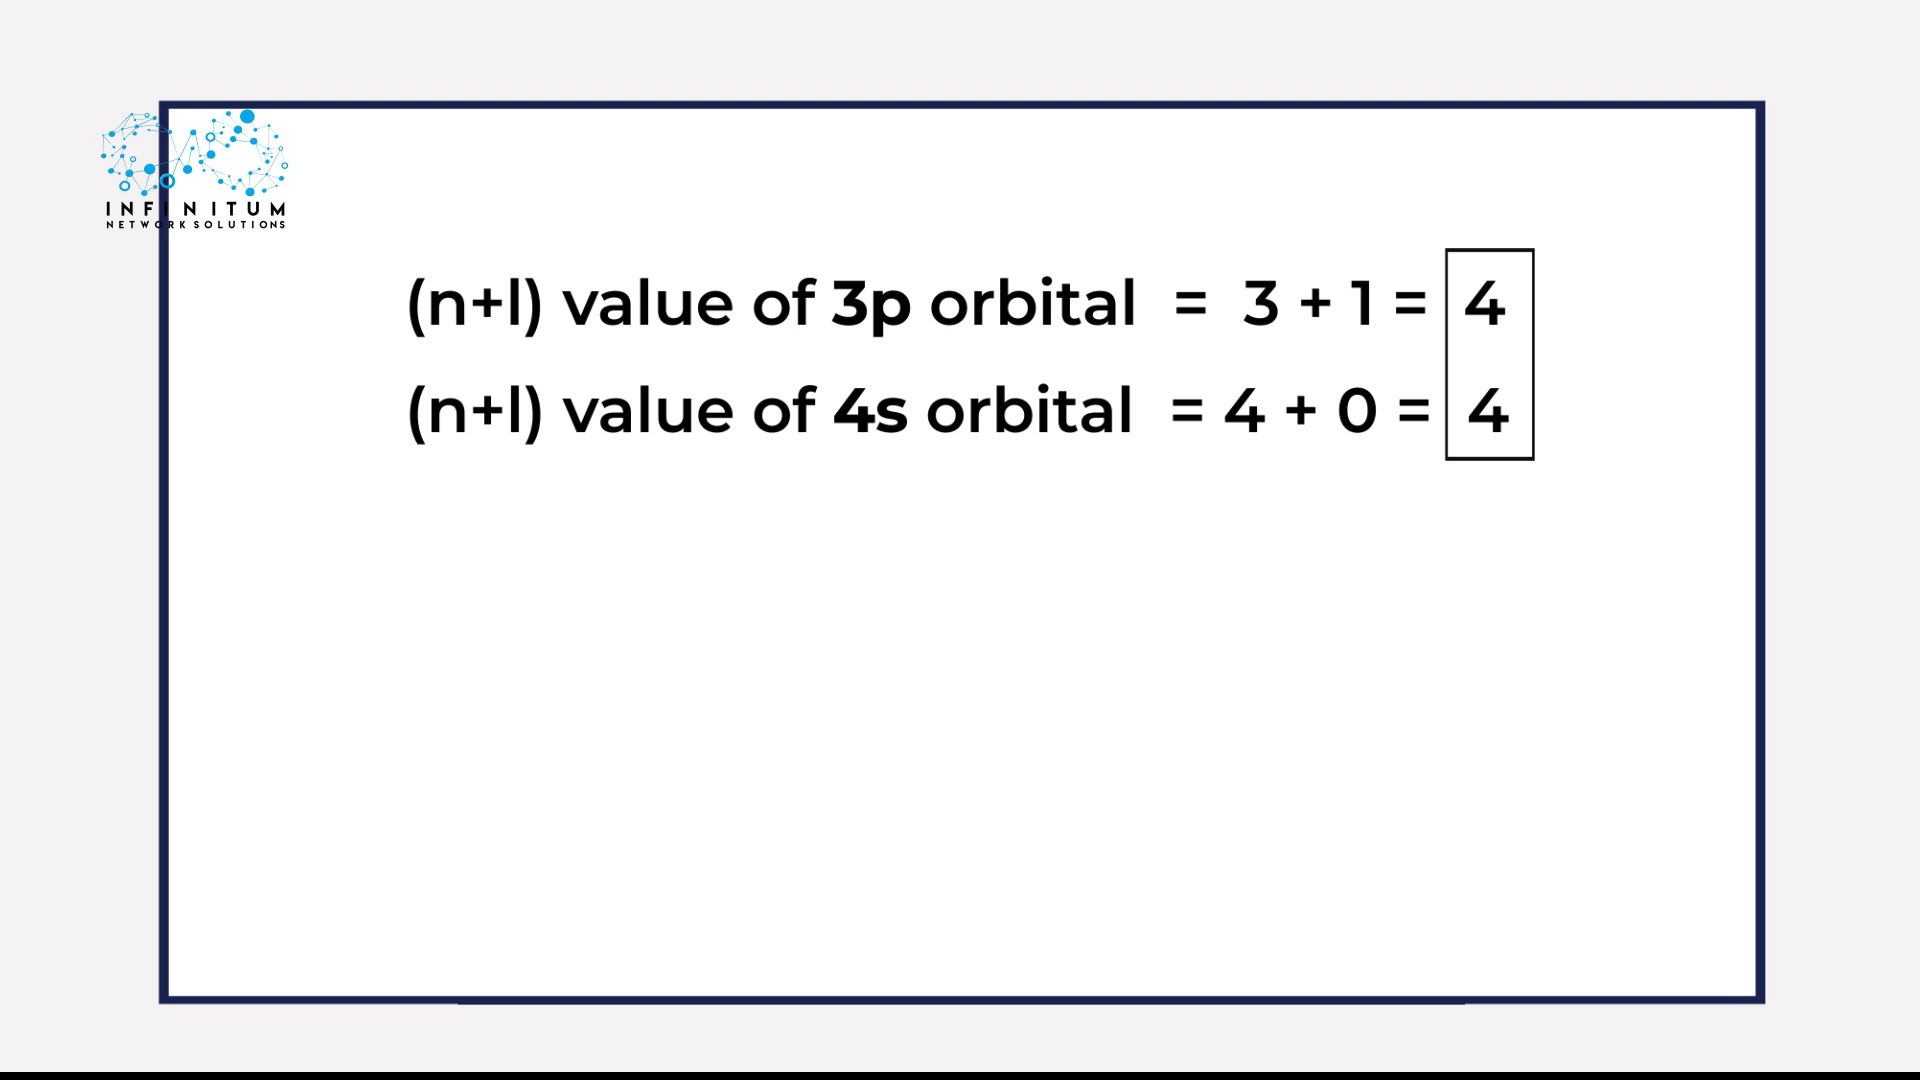 INFINITUM
NETWORK SOLUTIONS
(n+l) value of 3p orbital = 3 + 1 = 4
(n+l) value of 4s orbital = 4 + 0 = 4